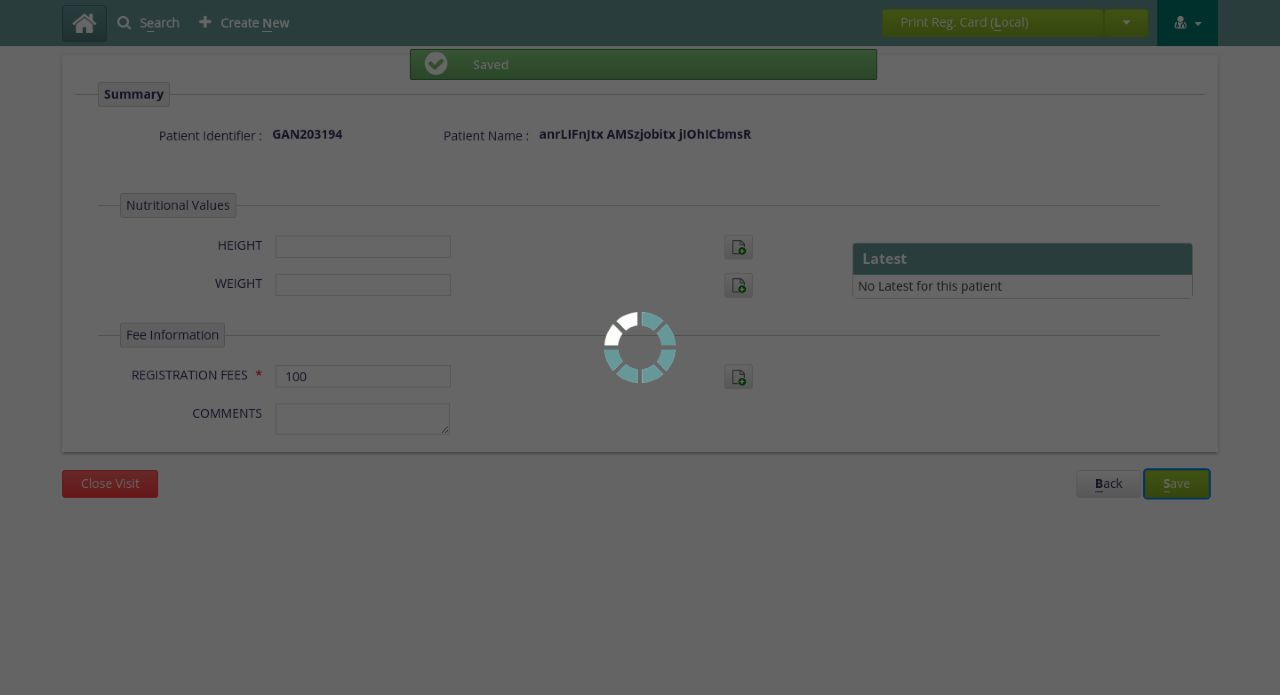 Search Create New Print Reg. Card (Local)
Saved
Summary
Patient Identifier : GAN203194 Patient Name : anrLIFnJtx AMSzjobitx jIOhICbmsR
Nutritional Values
HEIGHT
Latest
WEIGHT
No Latest for this patient
Fee Information
REGISTRATION FEES * 100
COMMENTS
Close Visit Back Save